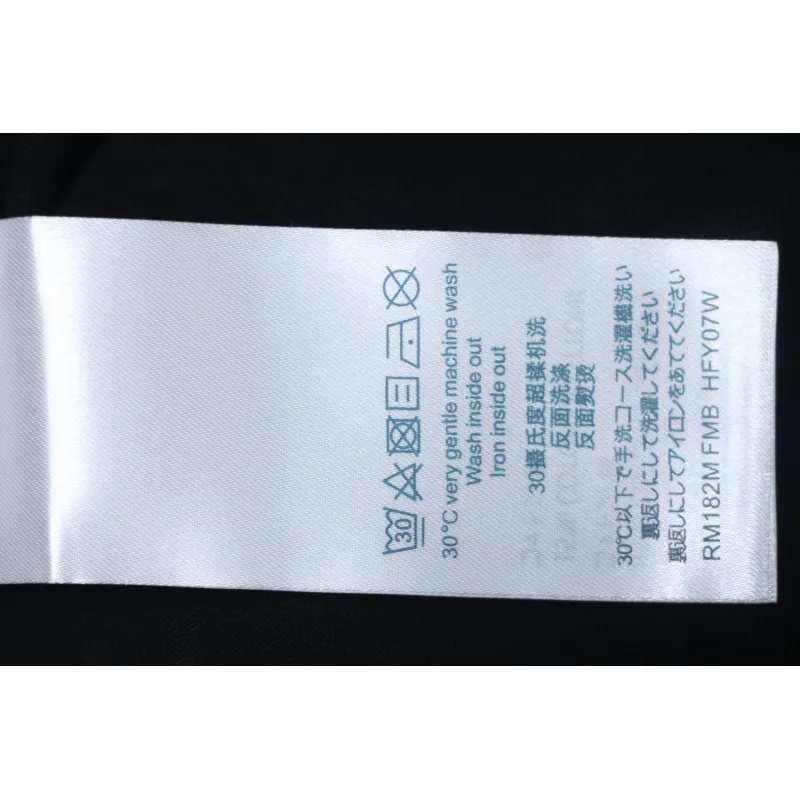 30
30℃ very gentle machine wash
Wash inside out
Iron inside out
30摄氏度超揉机洗
反面洗涤
反面熨烫
30℃以下で手洗コース洗濯機洗い
裏返しにして洗濯してください
裏返しにしてアイロンをあててください
RM182M FMB HFY07W